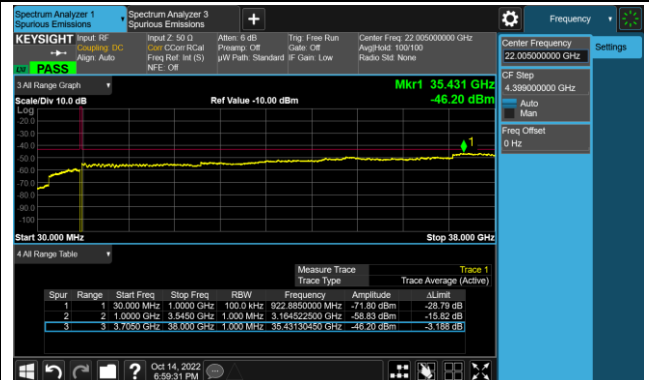 Spectrum Analyzer 1
Spurious Emissions
Spectrum Analyzer 3
Spurious Emissions
+
Frequency
KEYSIGHT
Input: RF
Coupling: DC
Align: Auto
Input Z: 50 Ω
Corr CCorr RCal
Freq Ref: Int (S)
NFE: Off
Atten: 6 dB
Preamp: Off
µW Path: Standard
Trig: Free Run
Gate: Off
IF Gain: Low
Center Freq: 22.005000000 GHz
Avg|Hold: 100/100
Radio Std: None
PASS
Center Frequency
22.005000000 GHz
Settings
CF Step
4.399000000 GHz
Auto
Man
Freq Offset
0 Hz
3 All Range Graph
Mkr1 35.431 GHz
Scale/Div 10.0 dB
Ref Value -10.00 dBm
-46.20 dBm
Log
-20.0
-30.0
-40.0
-50.0
-60.0
-70.0
-80.0
-90.0
-100
1
Start 30.000 MHz
Stop 38.000 GHz
4 All Range Table
Measure Trace Trace 1
Trace Type Trace Average (Active)
Spur Range Start Freq Stop Freq RBW Frequency Amplitude ΔLimit
1 1 30.000 MHz 1.0000 GHz 100.0 kHz 922.8850000 MHz -71.80 dBm -28.79 dB
2 2 1.0000 GHz 3.5450 GHz 1.000 MHz 3.164522500 GHz -58.83 dBm -15.82 dB
3 3 3.7050 GHz 38.000 GHz 1.000 MHz 35.43130450 GHz -46.20 dBm -3.188 dB
?
Oct 14, 2022
6:59:31 PM